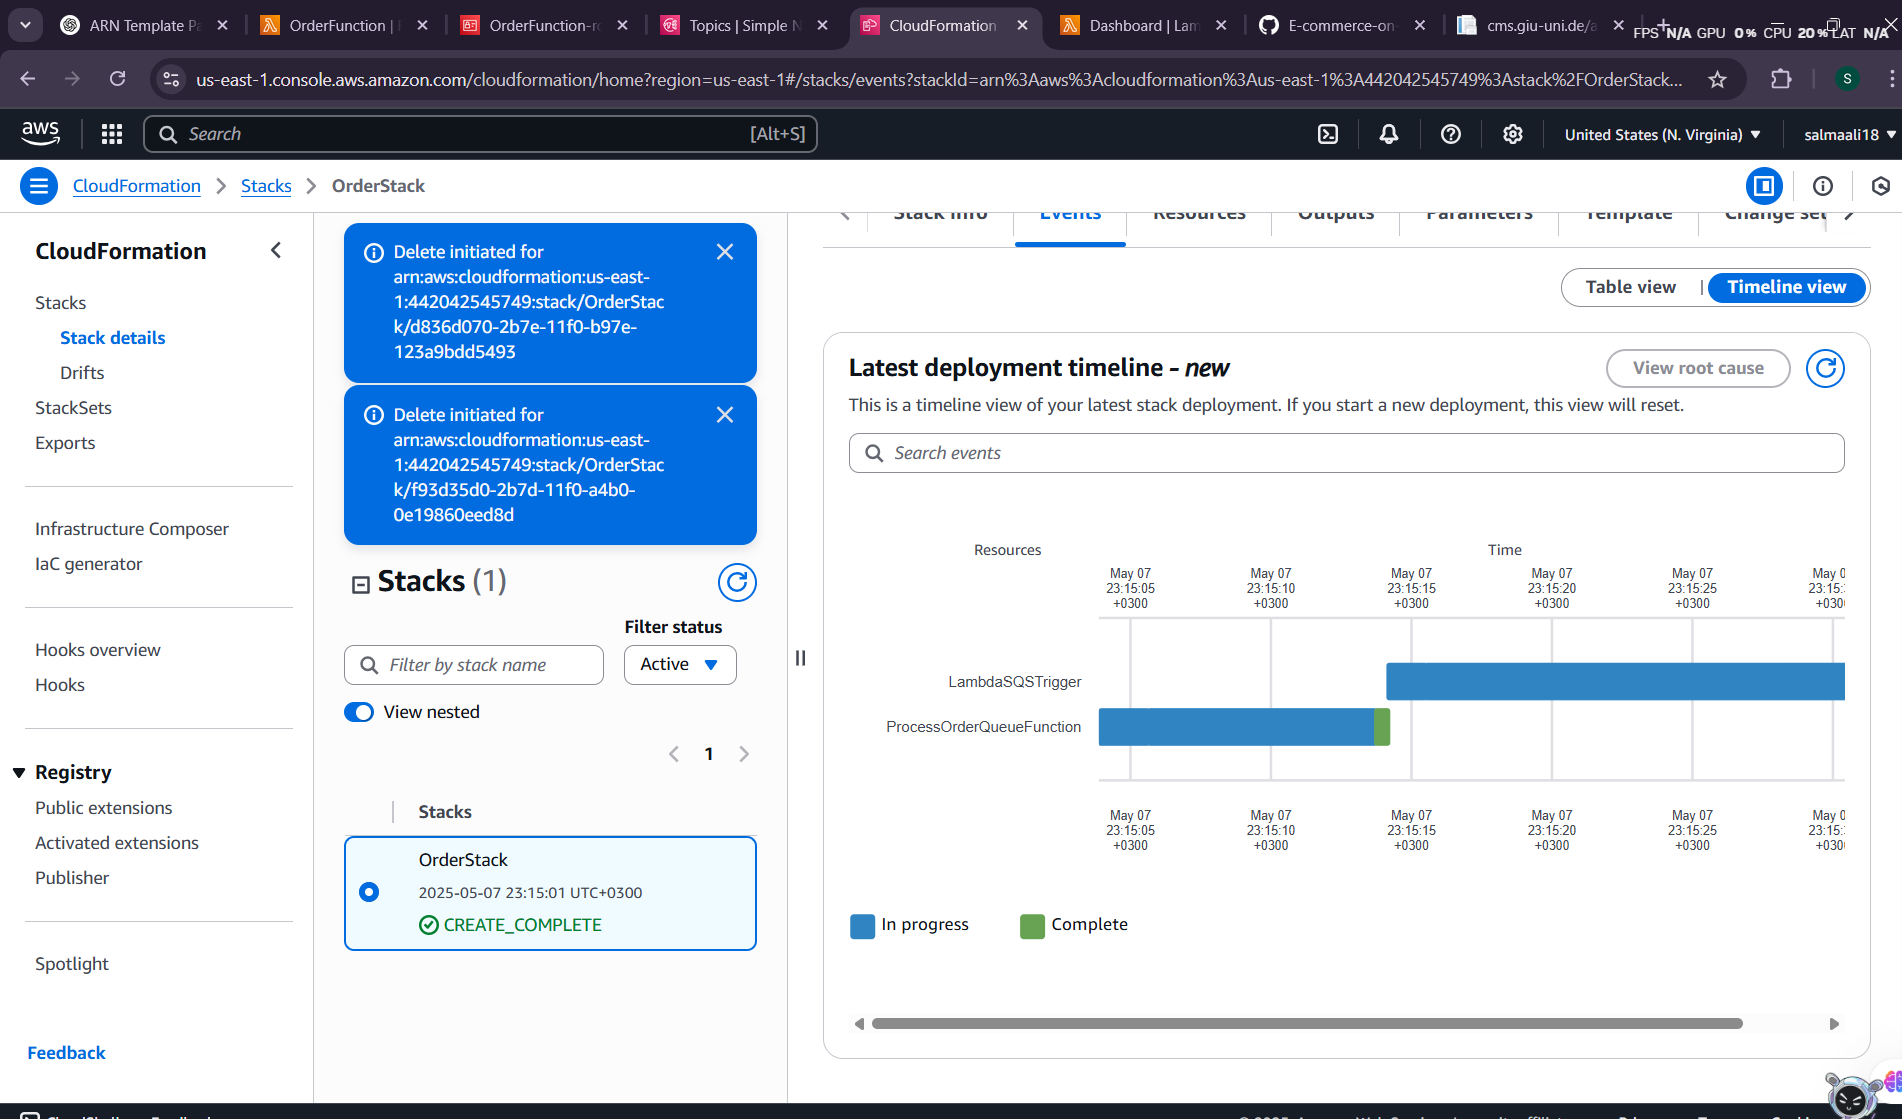 ARN Template Pa
OrderFunction |
OrderFunction-ro
Topics | Simple N
CloudFormation
Dashboard | Lam
E-commerce-on-
cms.giu-uni.de/a
FPS N/A GPU 0% CPU 20% LAT N/A
us-east-1.console.aws.amazon.com/cloudformation/home?region=us-east-1#/stacks/events?stackId=arn%3Aaws%3Acloudformation%3Aus-east-1%3A442042545749%3Astack%2FOrderStack...
S
aws
Search
[Alt+S]
United States (N. Virginia)
salmaali18
CloudFormation
Stacks
OrderStack
CloudFormation
Stacks
Stack details
Drifts
StackSets
Exports
Infrastructure Composer
IaC generator
Hooks overview
Hooks
Registry
Public extensions
Activated extensions
Publisher
Spotlight
Feedback
Delete initiated for
arn:aws:cloudformation:us-east-
1:442042545749:stack/OrderStac
k/d836d070-2b7e-11f0-b97e-
123a9bdd5493
Delete initiated for
arn:aws:cloudformation:us-east-
1:442042545749:stack/OrderStac
k/f93d35d0-2b7d-11f0-a4b0-
0e19860eed8d
Stacks (1)
Filter status
Filter by stack name
Active
View nested
1
Stacks
OrderStack
2025-05-07 23:15:01 UTC+0300
CREATE_COMPLETE
Stack info
Events
Resources
Outputs
Parameters
Template
Change set
Table view
Timeline view
Latest deployment timeline - new
View root cause
This is a timeline view of your latest stack deployment. If you start a new deployment, this view will reset.
Search events
Resources
Time
May 07
23:15:05
+0300
May 07
23:15:10
+0300
May 07
23:15:15
+0300
May 07
23:15:20
+0300
May 07
23:15:25
+0300
May 0
23:15:
+030
LambdaSQSTrigger
ProcessOrderQueueFunction
May 07
23:15:05
+0300
May 07
23:15:10
+0300
May 07
23:15:15
+0300
May 07
23:15:20
+0300
May 07
23:15:25
+0300
May 0
23:15:
+030
In progress
Complete